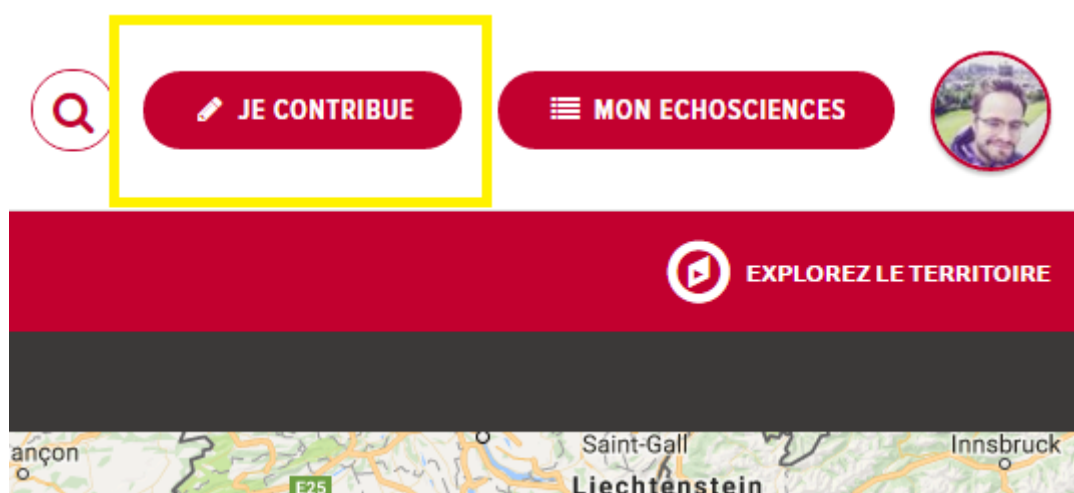 JE CONTRIBUE
MON ECHOSCIENCES
EXPLOREZ LE TERRITOIRE
ançon
Saint-Gall
Innsbruck
E25
Liechtenstein